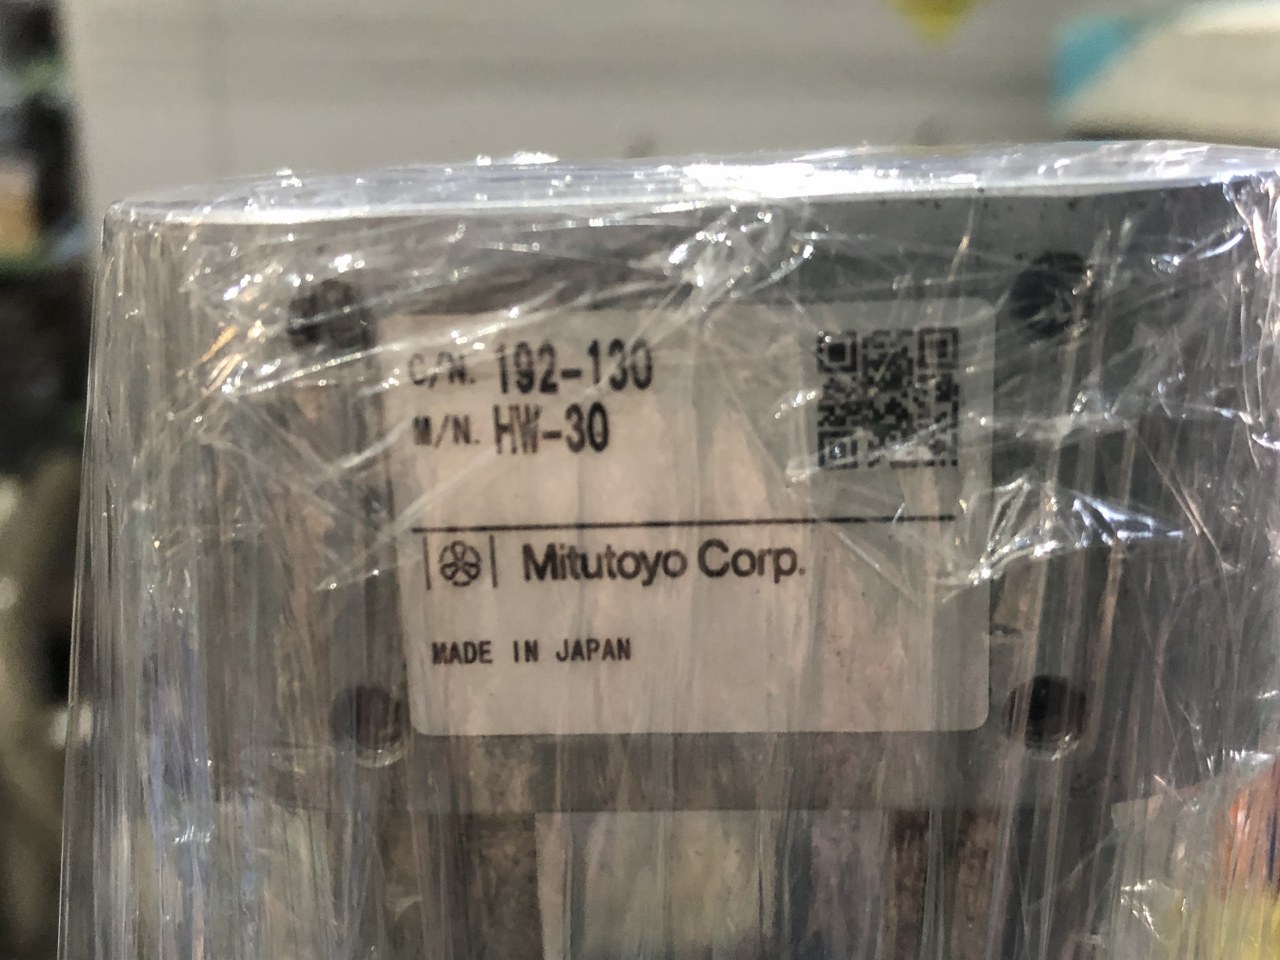 C/N. 192-130
M/N. HW-30
Mitutoyo Corp.
MADE IN JAPAN